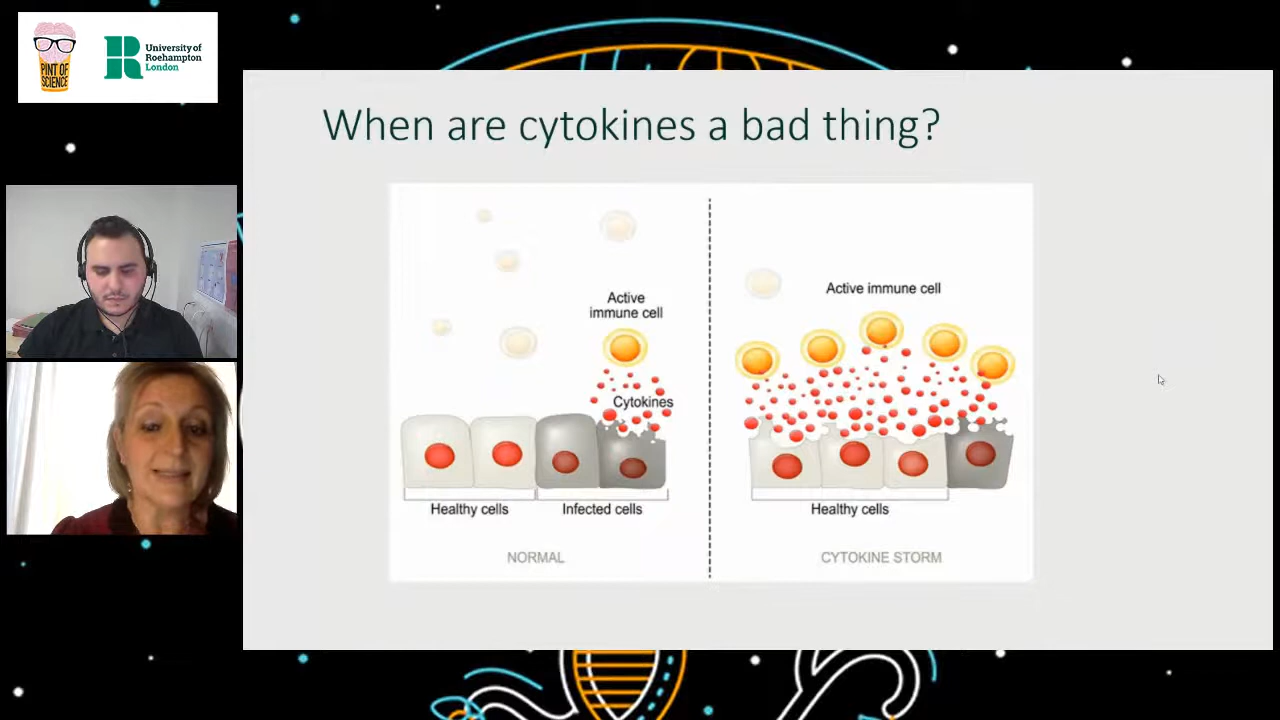 PINT OF
SCIENCE
University of
Roehampton
London
When are cytokines a bad thing?
Active
immune cell
Cytokines
Healthy cells
Infected cells
NORMAL
Active immune cell
Healthy cells
CYTOKINE STORM